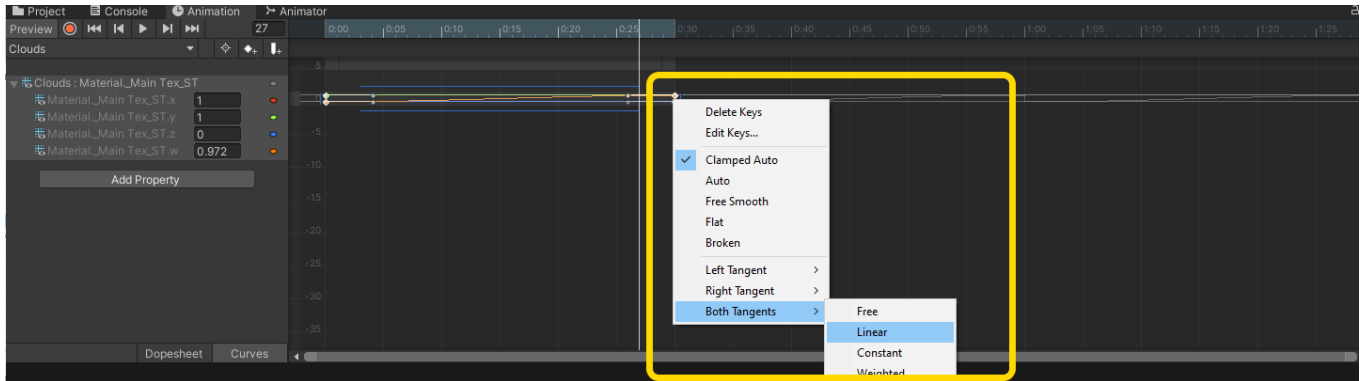 Project Console Animation Animator
Preview 27 0:00 0:05 0:10 0:15 0:20 0:25 0:30 0:35 0:40 0:45 0:50 0:55 1:00 1:05 1:10 1:15 1:20 1:25
Clouds
5
Clouds : Material._Main Tex_ST
Material._Main Tex_ST.x 1
Material._Main Tex_ST.y 1
Material._Main Tex_ST.z 0
Material._Main Tex_ST.w 0.972
-5
-10
-15
-20
-25
-30
-35
Add Property
Delete Keys
Edit Keys...
Clamped Auto
Auto
Free Smooth
Flat
Broken
Left Tangent
Right Tangent
Both Tangents
Free
Linear
Constant
Weighted
Dopesheet Curves